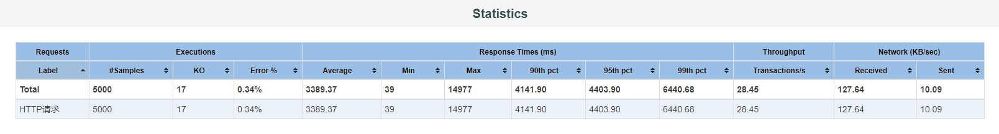 Statistics
Requests Executions Response Times (ms) Throughput Network (KB/sec)
Label #Samples KO Error % Average Min Max 90th pct 95th pct 99th pct Transactions/s Received Sent
Total 5000 17 0.34% 3389.37 39 14977 4141.90 4403.90 6440.68 28.45 127.64 10.09
HTTP请求 5000 17 0.34% 3389.37 39 14977 4141.90 4403.90 6440.68 28.45 127.64 10.09